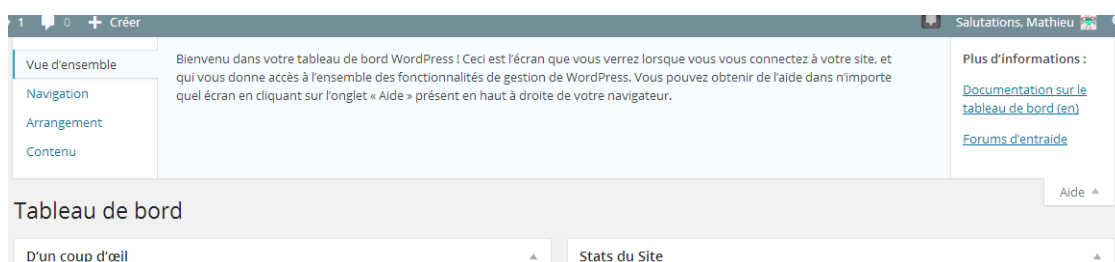 1 0 + Créer Salutations, Mathieu
Vue d'ensemble
Navigation
Arrangement
Contenu
Bienvenu dans votre tableau de bord WordPress ! Ceci est l'écran que vous verrez lorsque vous vous connectez à votre site, et
qui vous donne accès à l'ensemble des fonctionnalités de gestion de WordPress. Vous pouvez obtenir de l'aide dans n'importe
quel écran en cliquant sur l'onglet « Aide » présent en haut à droite de votre navigateur.
Plus d'informations :
Documentation sur le
tableau de bord (en)
Forums d'entraide
Aide
Tableau de bord
D'un coup d'œil
Stats du Site